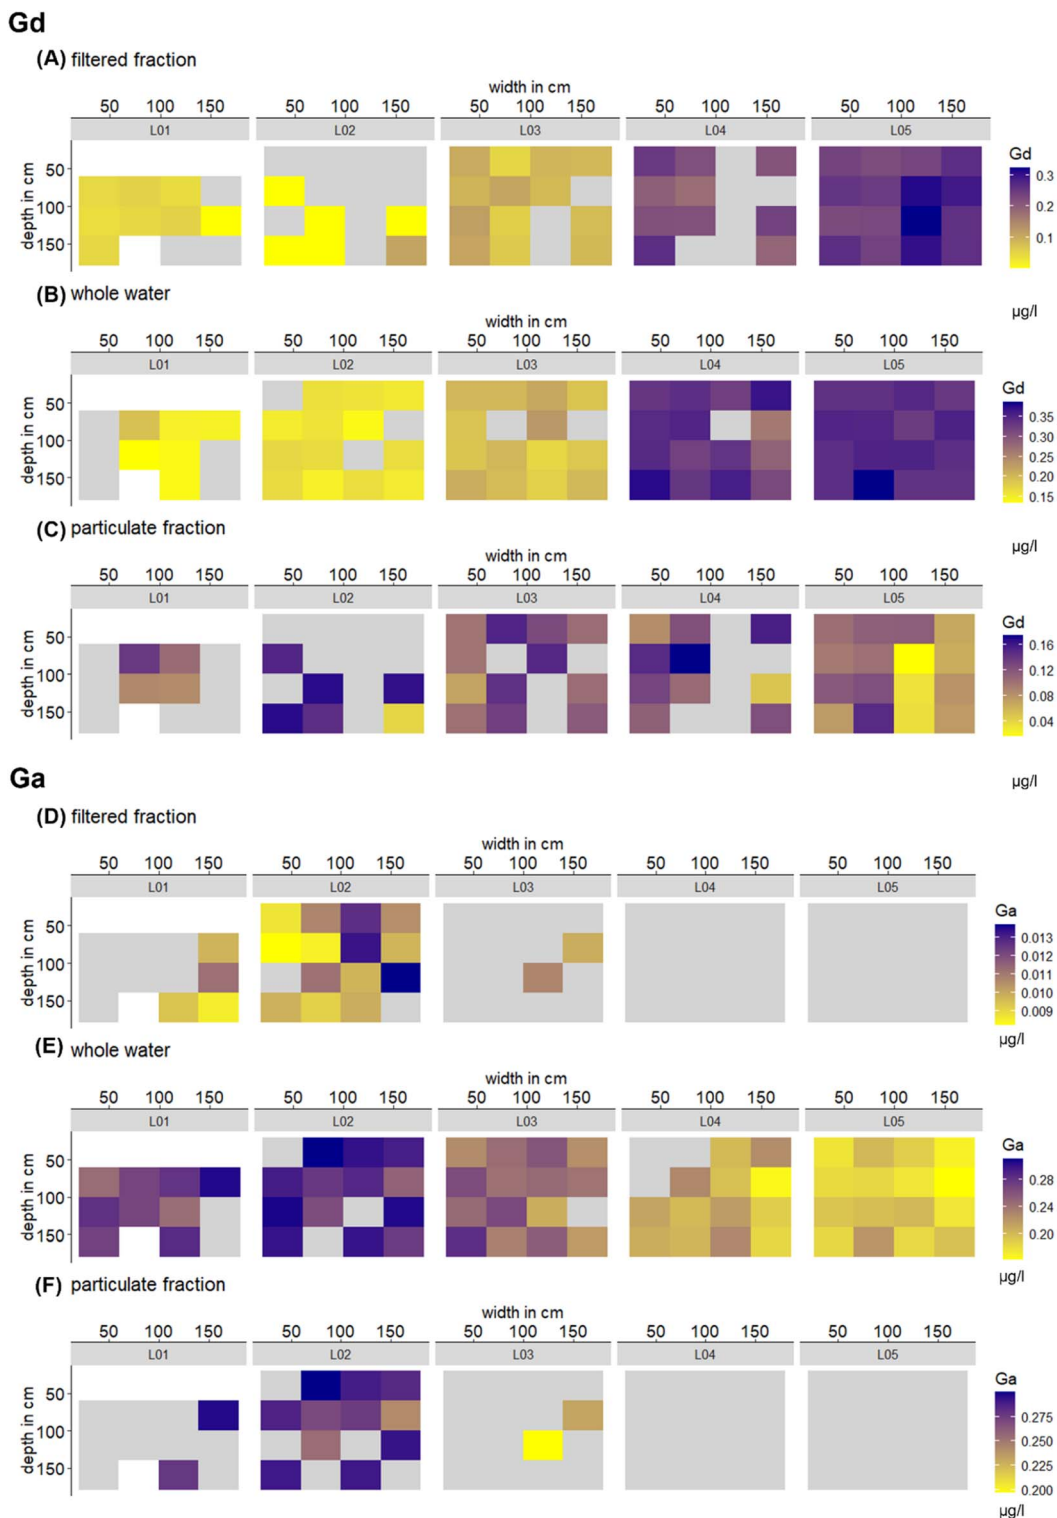 Gd
(A) filtered fraction
width in cm
50 100 150 50 100 150 50 100 150 50 100 150 50 100 150
L01 L02 L03 L04 L05
depth in cm
50
100
150
Gd
0.3
0.2
0.1
µg/l
(B) whole water
width in cm
50 100 150 50 100 150 50 100 150 50 100 150 50 100 150
L01 L02 L03 L04 L05
depth in cm
50
100
150
Gd
0.35
0.30
0.25
0.20
0.15
µg/l
(C) particulate fraction
width in cm
50 100 150 50 100 150 50 100 150 50 100 150 50 100 150
L01 L02 L03 L04 L05
depth in cm
50
100
150
Gd
0.16
0.12
0.08
0.04
µg/l
Ga
(D) filtered fraction
width in cm
50 100 150 50 100 150 50 100 150 50 100 150 50 100 150
L01 L02 L03 L04 L05
depth in cm
50
100
150
Ga
0.013
0.012
0.011
0.010
0.009
µg/l
(E) whole water
width in cm
50 100 150 50 100 150 50 100 150 50 100 150 50 100 150
L01 L02 L03 L04 L05
depth in cm
50
100
150
Ga
0.28
0.24
0.20
µg/l
(F) particulate fraction
width in cm
50 100 150 50 100 150 50 100 150 50 100 150 50 100 150
L01 L02 L03 L04 L05
depth in cm
50
100
150
Ga
0.275
0.250
0.225
0.200
µg/l